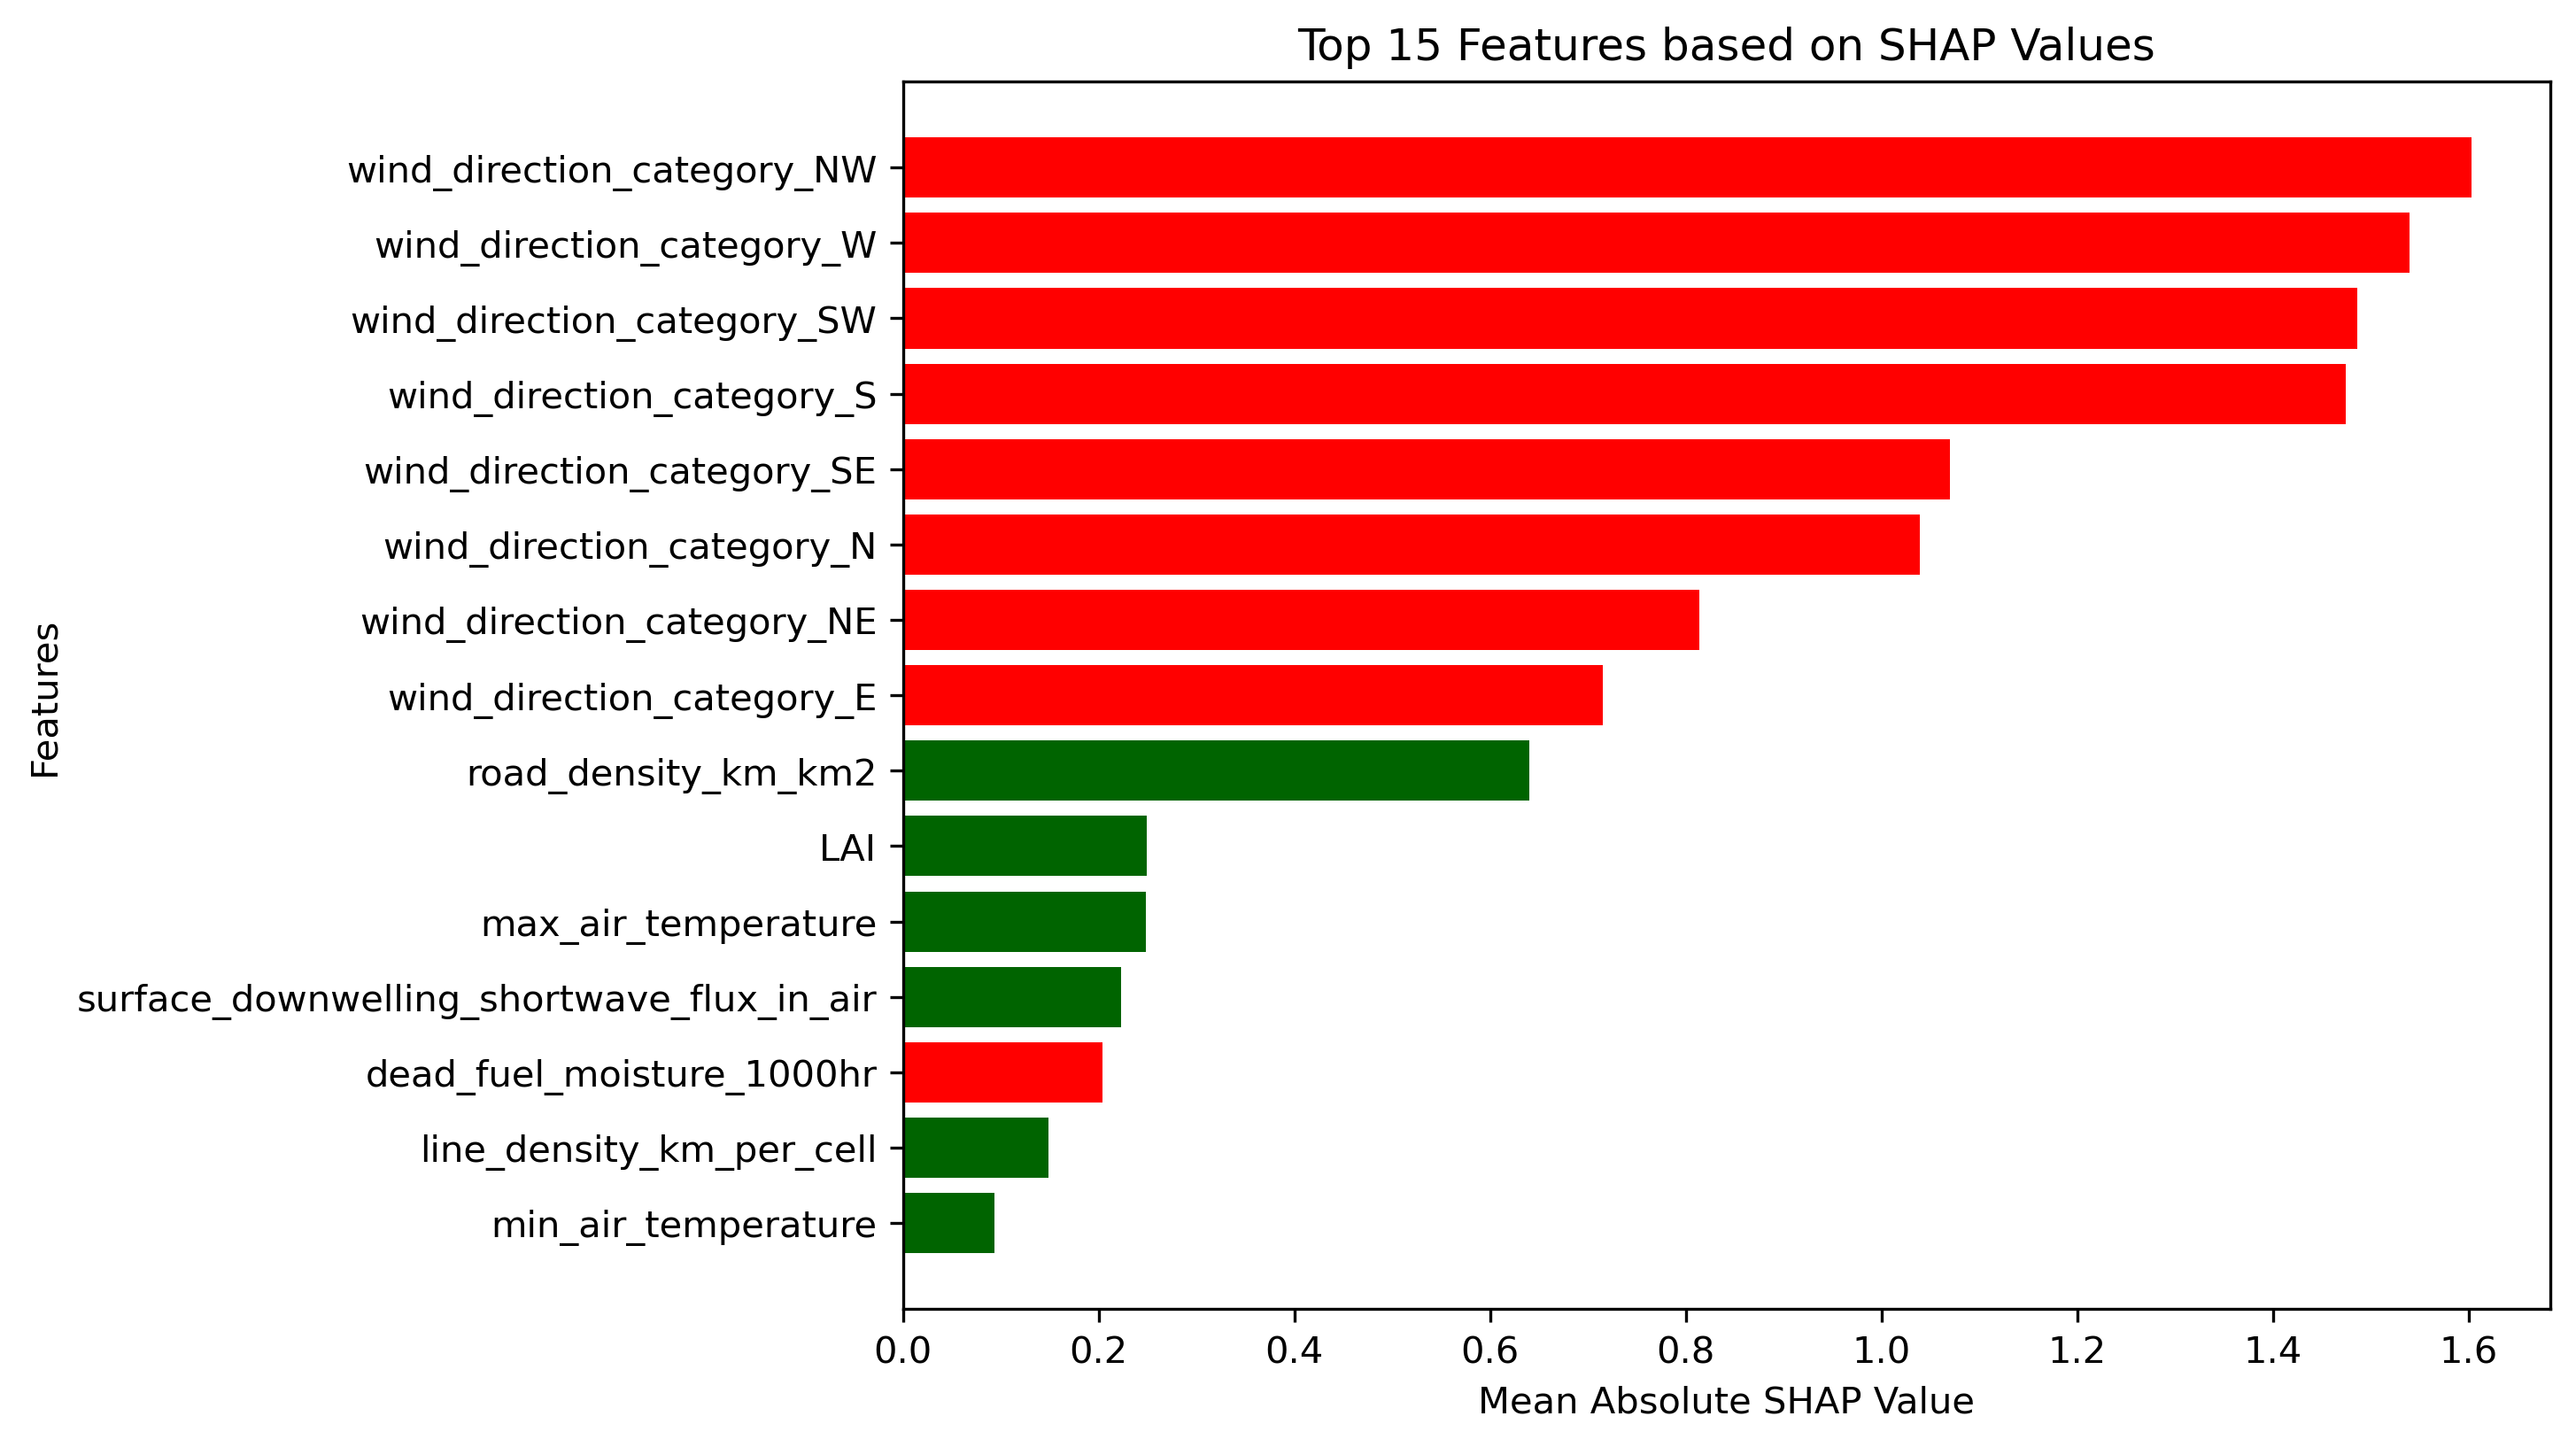 Top 15 Features based on SHAP Values
Features
wind_direction_category_NW
wind_direction_category_W
wind_direction_category_SW
wind_direction_category_S
wind_direction_category_SE
wind_direction_category_N
wind_direction_category_NE
wind_direction_category_E
road_density_km_km2
LAI
max_air_temperature
surface_downwelling_shortwave_flux_in_air
dead_fuel_moisture_1000hr
line_density_km_per_cell
min_air_temperature
0.0 0.2 0.4 0.6 0.8 1.0 1.2 1.4 1.6
Mean Absolute SHAP Value